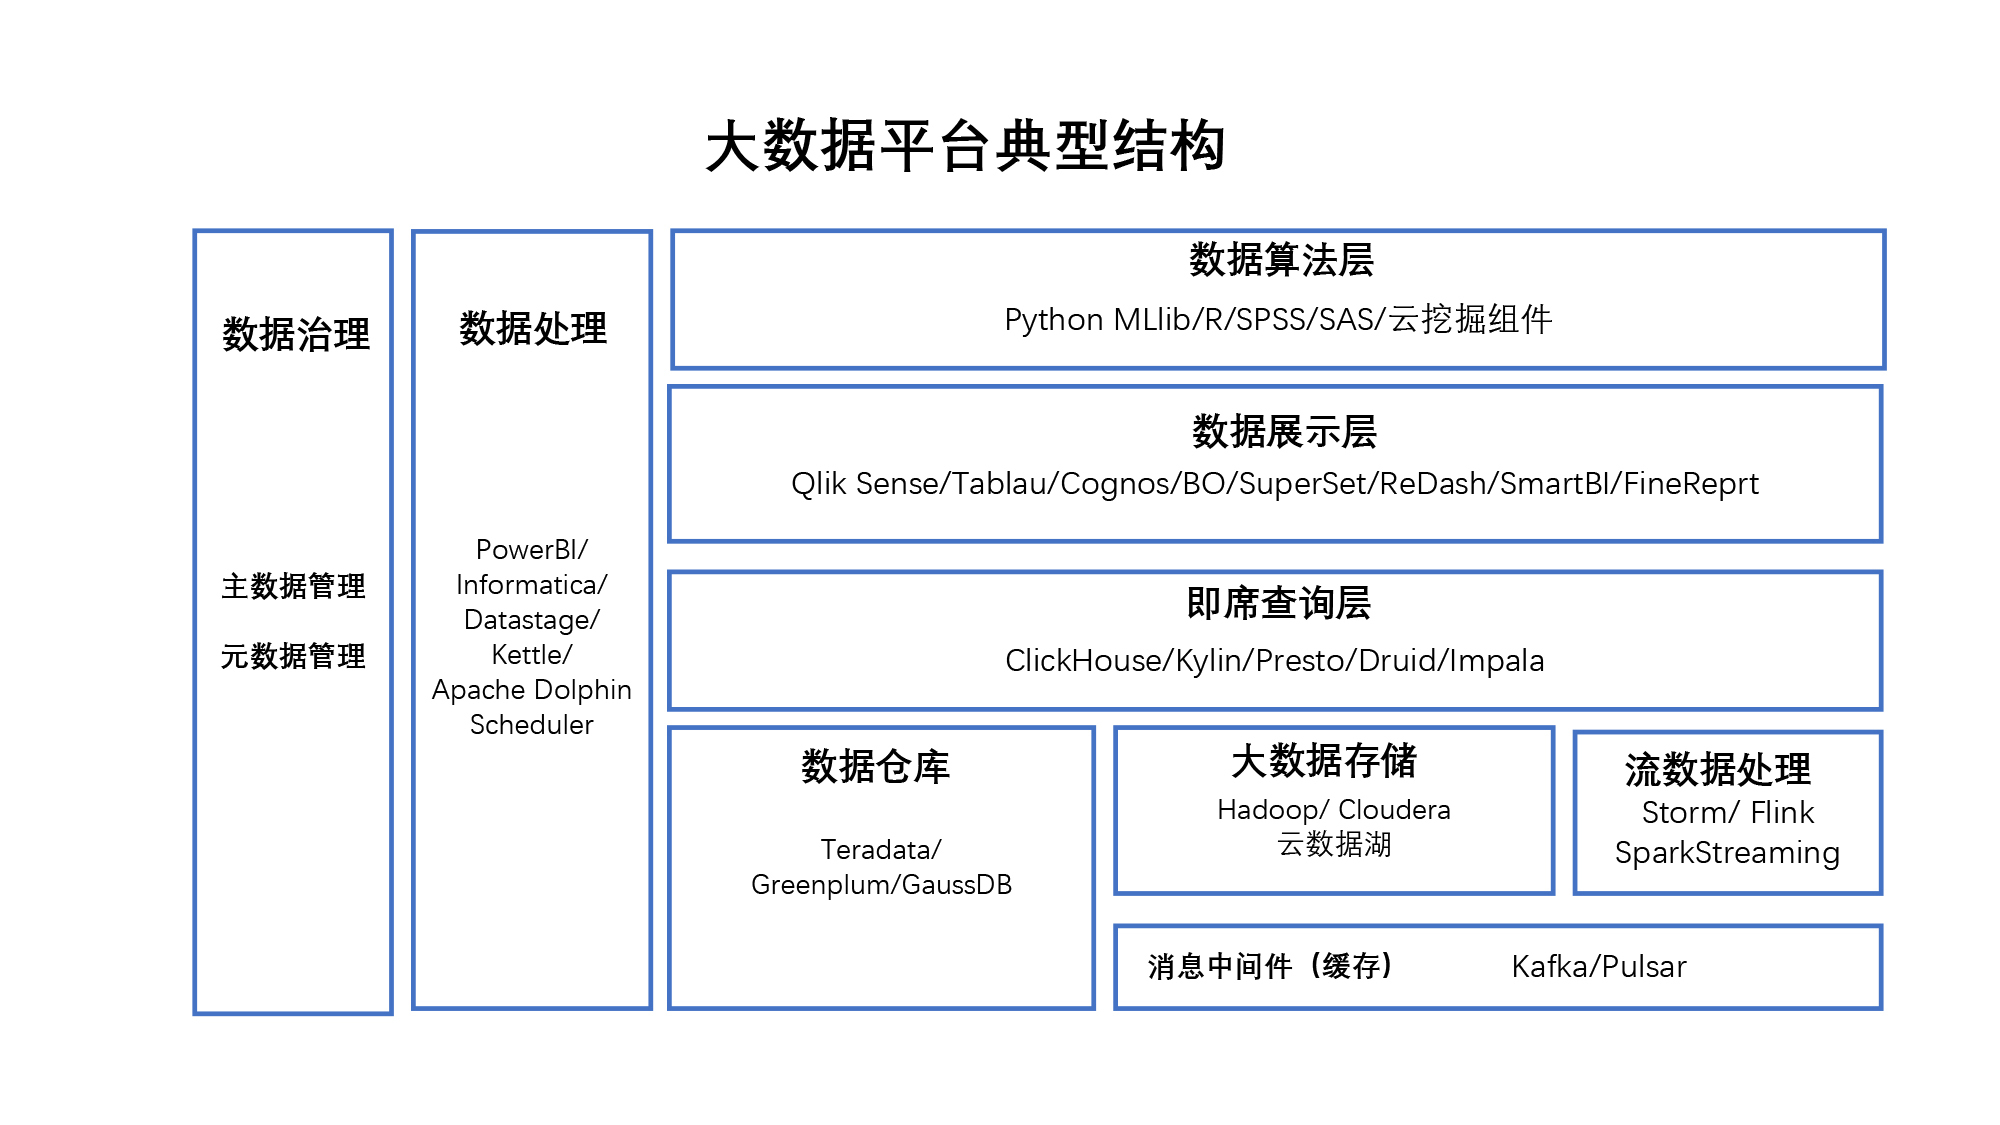 大数据平台典型结构
数据治理
主数据管理
元数据管理
数据处理
PowerBI/
Informatica/
Datastage/
Kettle/
Apache Dolphin
Scheduler
数据算法层
Python MLlib/R/SPSS/SAS/云挖掘组件
数据展示层
Qlik Sense/Tablau/Cognos/BO/SuperSet/ReDash/SmartBI/FineReprt
即席查询层
ClickHouse/Kylin/Presto/Druid/Impala
数据仓库
Teradata/
Greenplum/GaussDB
大数据存储
Hadoop/ Cloudera
云数据湖
流数据处理
Storm/ Flink
SparkStreaming
消息中间件（缓存） Kafka/Pulsar